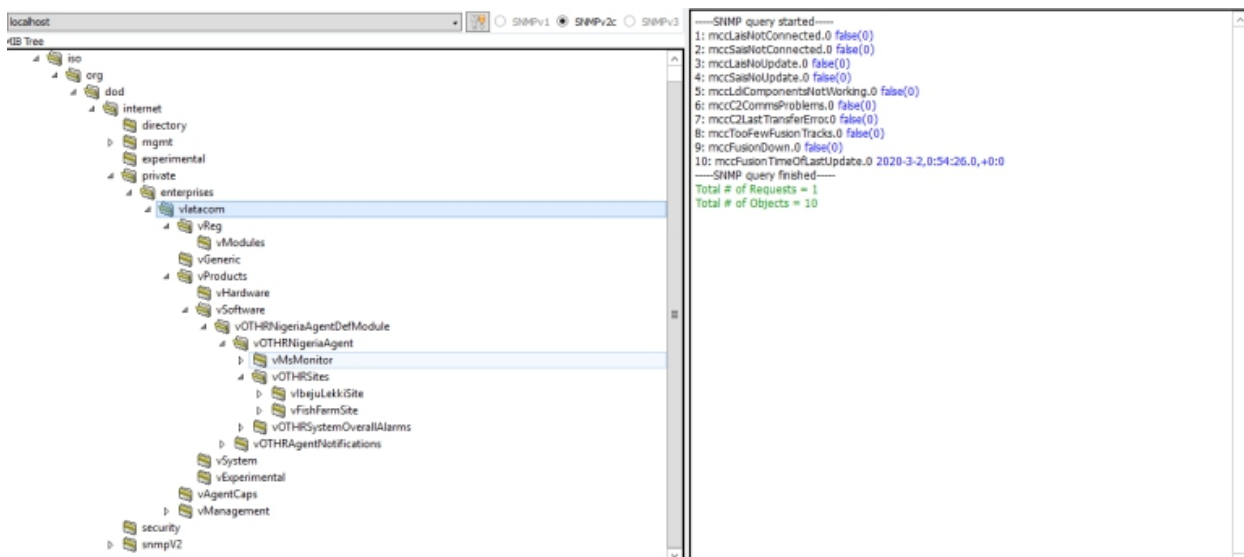 localhost
SNMPv1
SNMPv2c
SNMPv3
MIB Tree
iso
org
dod
internet
directory
mgmt
experimental
private
enterprises
vlatacom
vReg
vModules
vGeneric
vProducts
vHardware
vSoftware
vOTHRNigeriaAgentDefModule
vOTHRNigeriaAgent
vMsMonitor
vOTHRSites
vIbejuLekkiSite
vFishFarmSite
vOTHRSystemOverallAlarms
vOTHRAgentNotifications
vSystem
vExperimental
vAgentCaps
vManagement
security
snmpV2
-----SNMP query started-----
1: mccLaisNotConnected.0 false(0)
2: mccSaisNotConnected.0 false(0)
3: mccLaisNoUpdate.0 false(0)
4: mccSaisNoUpdate.0 false(0)
5: mccLdiComponentsNotWorking.0 false(0)
6: mccC2CommsProblems.0 false(0)
7: mccC2LastTransferError.0 false(0)
8: mccTooFewFusionTracks.0 false(0)
9: mccFusionDown.0 false(0)
10: mccFusionTimeOfLastUpdate.0 2020-3-2,0:54:26.0,+0:0
-----SNMP query finished-----
Total # of Requests = 1
Total # of Objects = 10